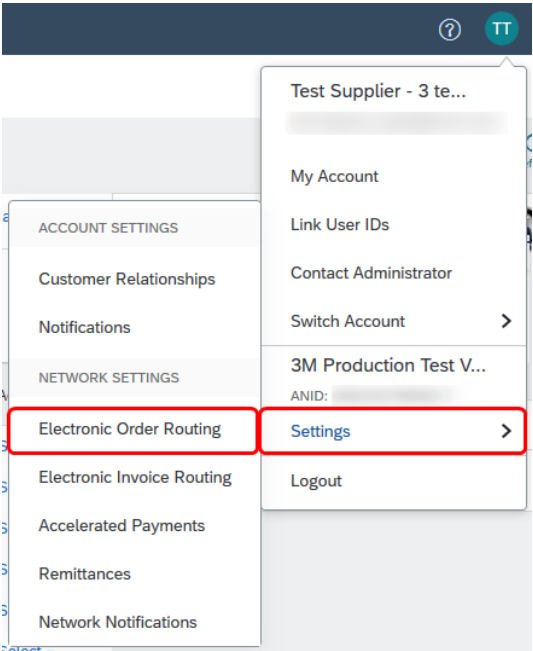 TT
Test Supplier - 3 te...
My Account
Link User IDs
Contact Administrator
Switch Account
3M Production Test V...
ANID:
Settings
Logout
ACCOUNT SETTINGS
Customer Relationships
Notifications
NETWORK SETTINGS
Electronic Order Routing
Electronic Invoice Routing
Accelerated Payments
Remittances
Network Notifications